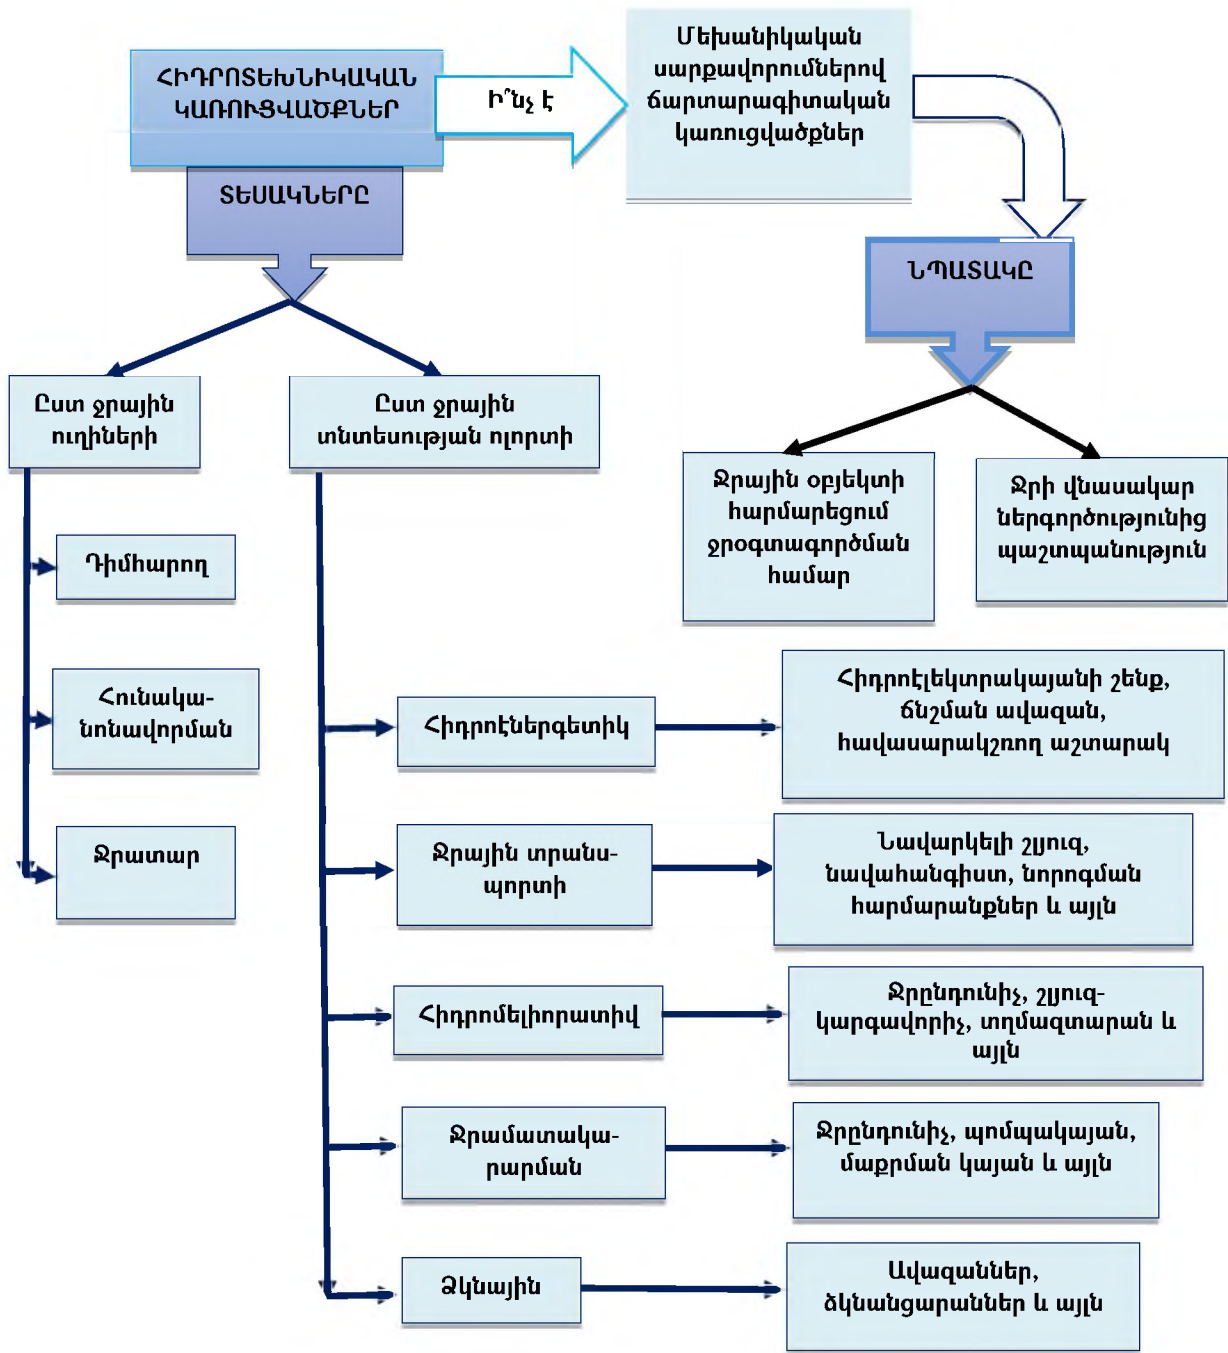 ՀԻԴՐՈՏԵԽՆԻԿԱԿԱՆ
ԿԱՌՈՒՑՎԱԾՔՆԵՐ
Ի՞նչ է
Մեխանիկական
սարքավորումներով
ճարտարագիտական
կառուցվածքներ
ՏԵՍԱԿՆԵՐԸ
ՆՊԱՏԱԿԸ
Ըստ ջրային
ուղիների
Ըստ ջրային
տնտեսության ոլորտի
Ջրային օբյեկտի
հարմարեցում
ջրօգտագործման
համար
Ջրի վնասակար
ներգործությունից
պաշտպանություն
Դիմհարող
Հունակա-
նոնավորման
Ջրատար
Հիդրոէներգետիկ
Հիդրոէլեկտրակայանի շենք,
ճնշման ավազան,
հավասարակշռող աշտարակ
Ջրային տրանս-
պորտի
Նավարկելի շլյուզ,
նավահանգիստ, նորոգման
հարմարանքներ և այլն
Հիդրոմելիորատիվ
Ջրընդունիչ, շլյուզ-
կարգավորիչ, տղմազտարան և
այլն
Ջրամատակա-
րարման
Ջրընդունիչ, պոմպակայան,
մաքրման կայան և այլն
Ձկնային
Ավազաններ,
ձկնանցարաններ և այլն